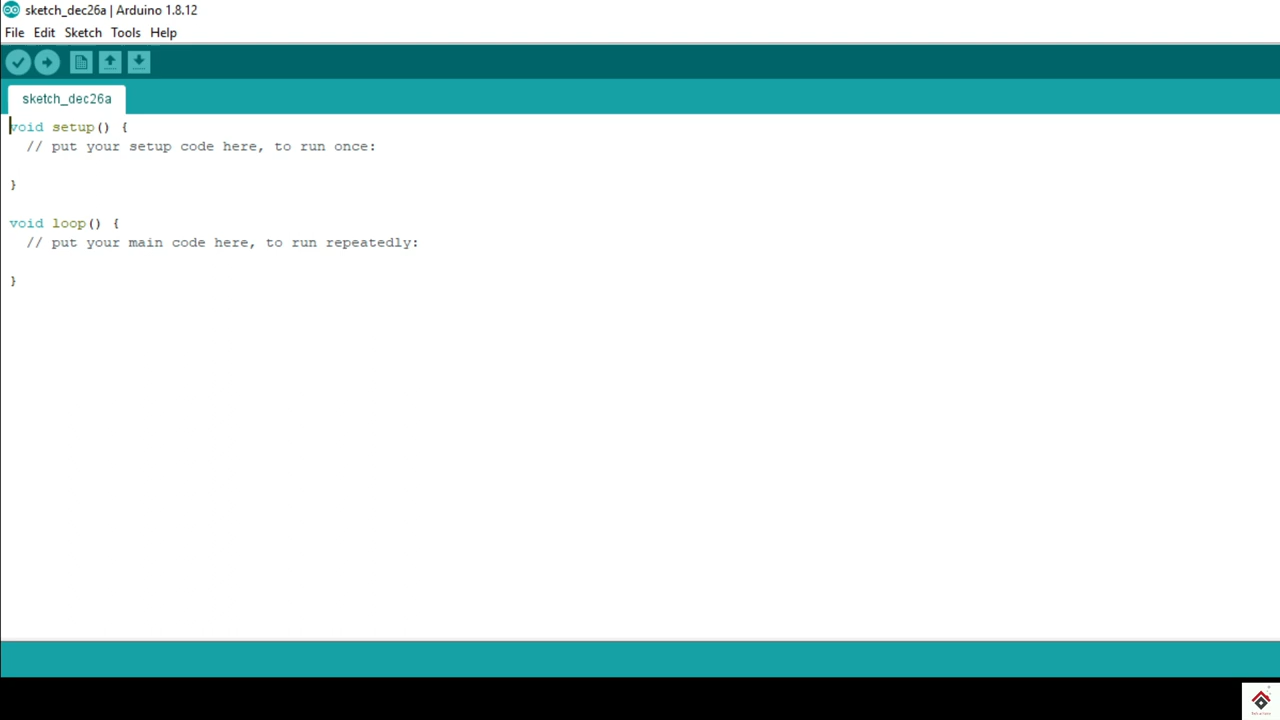 sketch_dec26a | Arduino 1.8.12
File Edit Sketch Tools Help
sketch_dec26a
void setup() {
  // put your setup code here, to run once:
}
void loop() {
  // put your main code here, to run repeatedly:
}